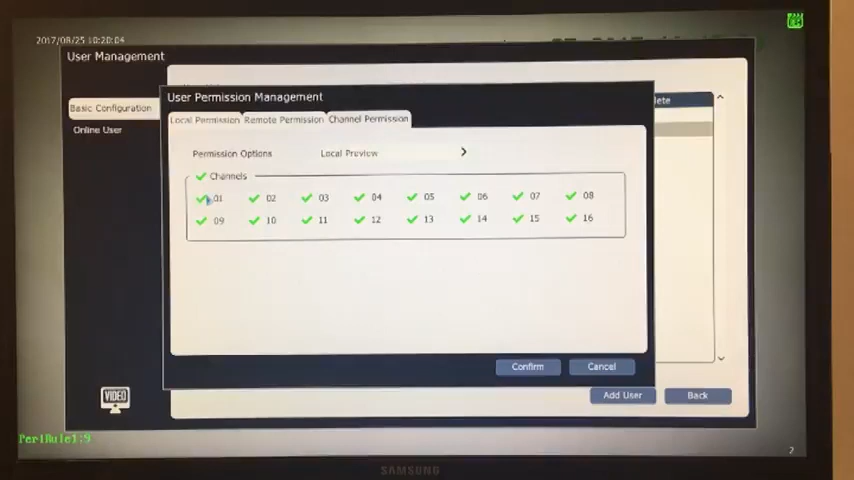 2017/08/25 10:20:04
User Management
User Permission Management
Basic Configuration
Online User
Local Permission Remote Permission Channel Permission
Permission Options Local Preview >
Channels
01 02 03 04 05 06 07 08
09 10 11 12 13 14 15 16
Confirm Cancel
Add User Back
VIDEO
2
SAMSUNG